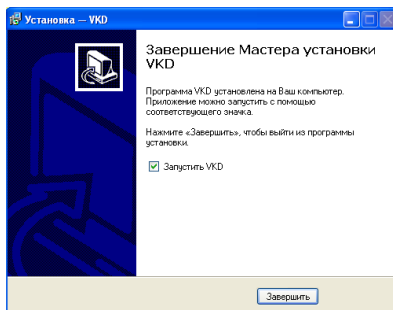 Установка — VKD
Завершение Мастера установки
VKD
Программа VKD установлена на Ваш компьютер.
Приложение можно запустить с помощью
соответствующего значка.
Нажмите «Завершить», чтобы выйти из программы
установки.
Запустить VKD
Завершить